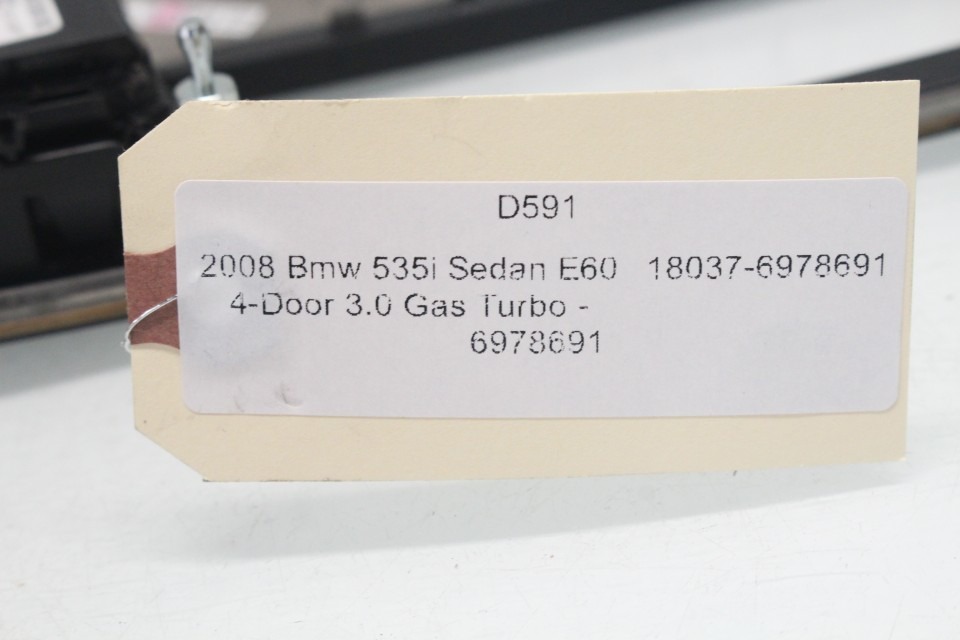 D591
2008 Bmw 535i Sedan E60 18037-6978691
4-Door 3.0 Gas Turbo -
6978691